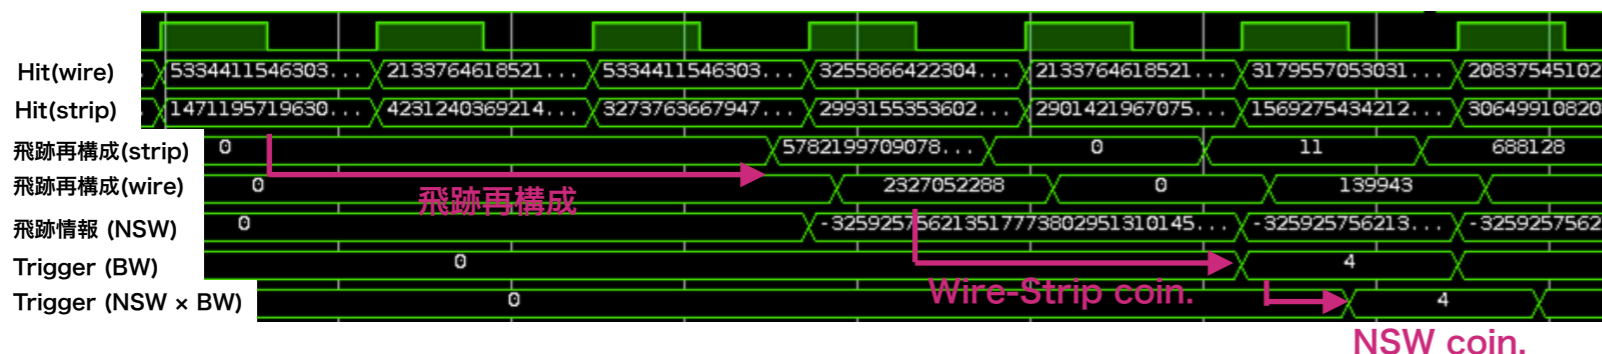 Hit(wire) 5334411546303... 2133764618521... 5334411546303... 3255866422304... 2133764618521... 3179557053031... 20837545102
Hit(strip) 1471195719630... 4231240369214... 3273763667947... 2993155353602... 2901421967075... 1569275434212... 30649910820
飛跡再構成(strip) 0 5782199709078... 0 11 688128
飛跡再構成(wire) 0 2327052288 0 139943
飛跡再構成
飛跡情報 (NSW) 0 -32592575621351777380295131014​5... -325925756213... -3259257562
Trigger (BW) 0 4
Wire-Strip coin.
Trigger (NSW × BW) 0 4
NSW coin.